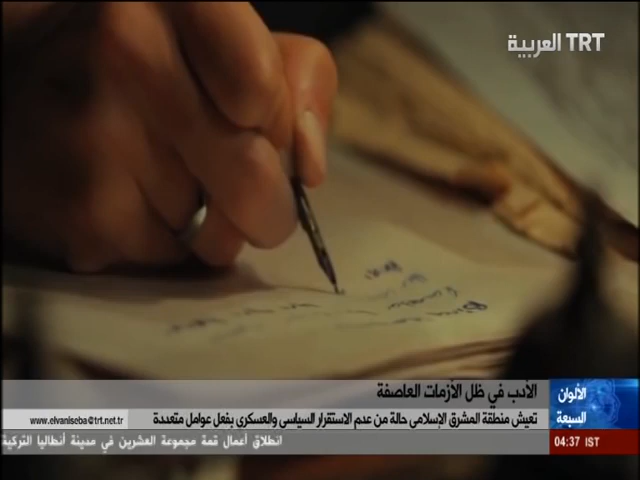 TRT العربية
الأدب في ظل الأزمات العاصفة
الألوان السبعة
تعيش منطقة المشرق الإسلامي حالة من عدم الاستقرار السياسي والعسكري بفعل عوامل متعددة
www.elvaniseba@trt.net.tr
انطلاق أعمال قمة مجموعة العشرين في مدينة أنطاليا التركية
04:37 IST